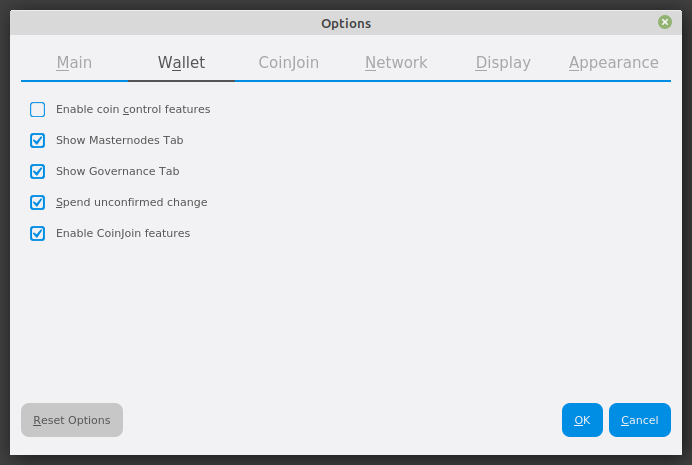 Options
Main Wallet CoinJoin Network Display Appearance
Enable coin control features
Show Masternodes Tab
Show Governance Tab
Spend unconfirmed change
Enable CoinJoin features
Reset Options OK Cancel